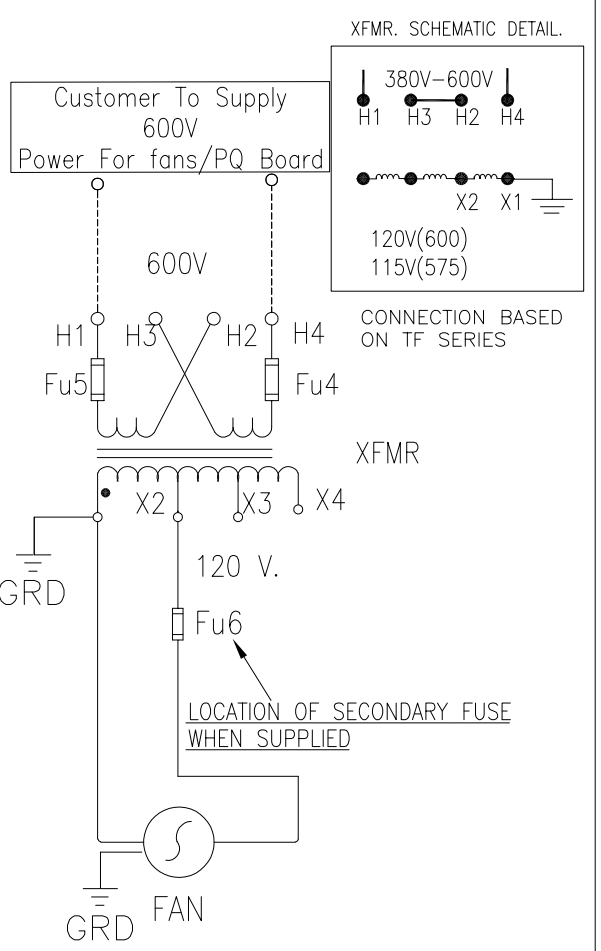 XFMR. SCHEMATIC DETAIL.
380V-600V
H1 H3 H2 H4
X2 X1
120V(600)
115V(575)
CONNECTION BASED
ON TF SERIES
Customer To Supply
600V
Power For fans/PQ Board
600V
H1 H3 H2 H4
Fu5 Fu4
XFMR
X2 X3 X4
GRD
120 V.
Fu6
LOCATION OF SECONDARY FUSE
WHEN SUPPLIED
FAN
GRD